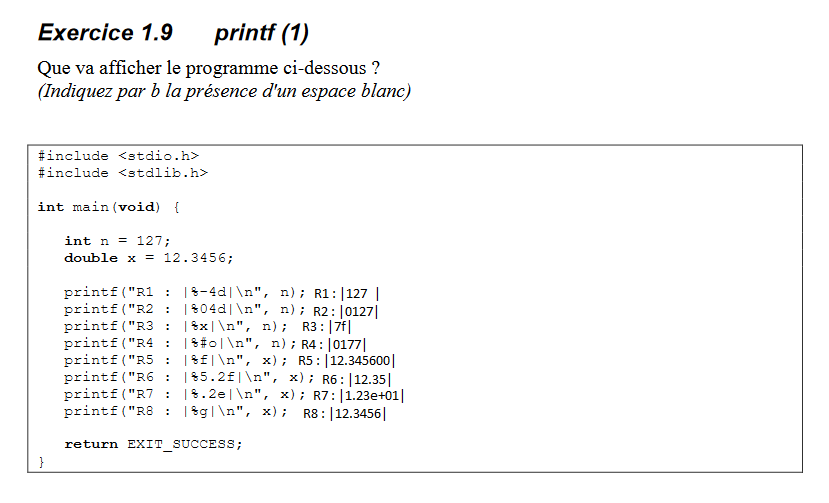 Exercice 1.9 printf (1)
Que va afficher le programme ci-dessous ?
(Indiquez par b la présence d'un espace blanc)
#include <stdio.h>
#include <stdlib.h>
int main(void) {
int n = 127;
double x = 12.3456;
printf("R1 : |%-4d|\n", n); R1:|127 |
printf("R2 : |%04d|\n", n); R2:|0127|
printf("R3 : |%x|\n", n); R3:|7f|
printf("R4 : |%#o|\n", n); R4:|0177|
printf("R5 : |%f|\n", x); R5:|12.345600|
printf("R6 : |%5.2f|\n", x); R6:|12.35|
printf("R7 : |%.2e|\n", x); R7:|1.23e+01|
printf("R8 : |%g|\n", x); R8:|12.3456|
return EXIT_SUCCESS;
}